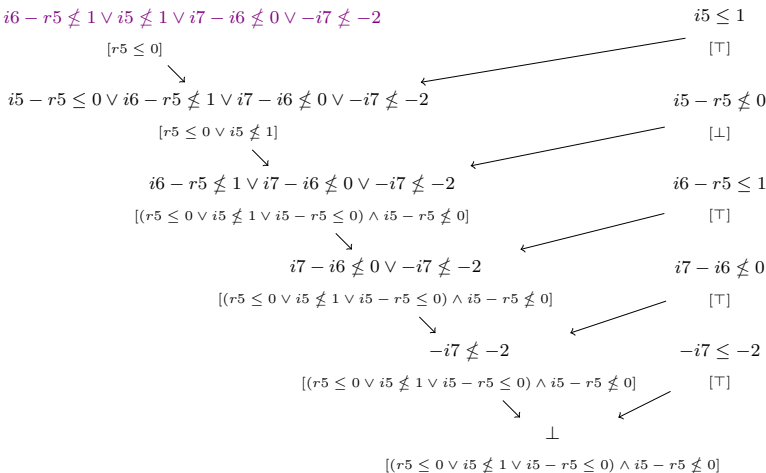 i6 − r5 ≰ 1 ∨ i5 ≰ 1 ∨ i7 − i6 ≰ 0 ∨ −i7 ≰ −2 i5 ≤ 1
[r5 ≤ 0] [⊤]
i5 − r5 ≤ 0 ∨ i6 − r5 ≰ 1 ∨ i7 − i6 ≰ 0 ∨ −i7 ≰ −2 i5 − r5 ≰ 0
[r5 ≤ 0 ∨ i5 ≰ 1] [⊥]
i6 − r5 ≰ 1 ∨ i7 − i6 ≰ 0 ∨ −i7 ≰ −2 i6 − r5 ≤ 1
[(r5 ≤ 0 ∨ i5 ≰ 1 ∨ i5 − r5 ≤ 0) ∧ i5 − r5 ≰ 0] [⊤]
i7 − i6 ≰ 0 ∨ −i7 ≰ −2 i7 − i6 ≰ 0
[(r5 ≤ 0 ∨ i5 ≰ 1 ∨ i5 − r5 ≤ 0) ∧ i5 − r5 ≰ 0] [⊤]
−i7 ≰ −2 −i7 ≤ −2
[(r5 ≤ 0 ∨ i5 ≰ 1 ∨ i5 − r5 ≤ 0) ∧ i5 − r5 ≰ 0] [⊤]
⊥
[(r5 ≤ 0 ∨ i5 ≰ 1 ∨ i5 − r5 ≤ 0) ∧ i5 − r5 ≰ 0]